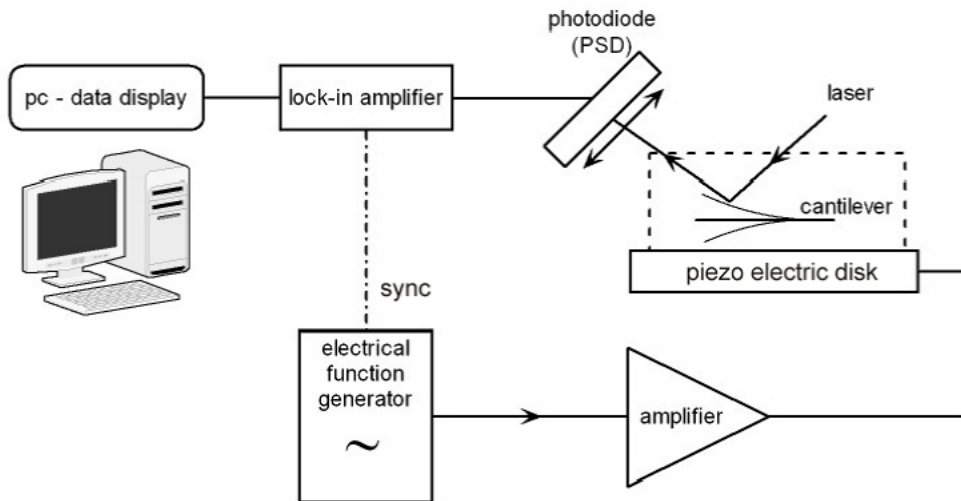 photodiode
(PSD)
pc - data display
lock-in amplifier
laser
cantilever
piezo electric disk
sync
electrical
function
generator
~
amplifier